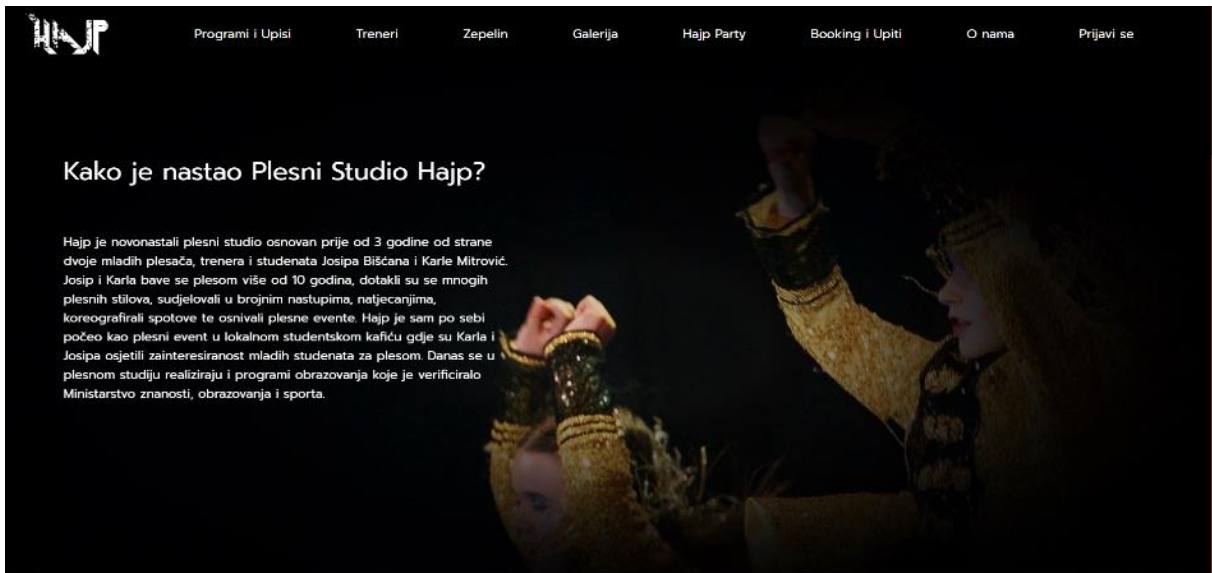 HAJP
Programi i Upisi
Treneri
Zepelin
Galerija
Hajp Party
Booking i Upiti
O nama
Prijavi se
Kako je nastao Plesni Studio Hajp?
Hajp je novonastali plesni studio osnovan prije od 3 godine od strane
dvoje mladih plesača, trenera i studenata Josipa Bišćana i Karle Mitrović.
Josip i Karla bave se plesom više od 10 godina, dotakli su se mnogih
plesnih stilova, sudjelovali u brojnim nastupima, natjecanjima,
koreografirali spotove te osnivali plesne evente. Hajp je sam po sebi
počeo kao plesni event u lokalnom studentskom kafiću gdje su Karla i
Josipa osjetili zainteresiranost mladih studenata za plesom. Danas se u
plesnom studiju realiziraju i programi obrazovanja koje je verificiralo
Ministarstvo znanosti, obrazovanja i sporta.